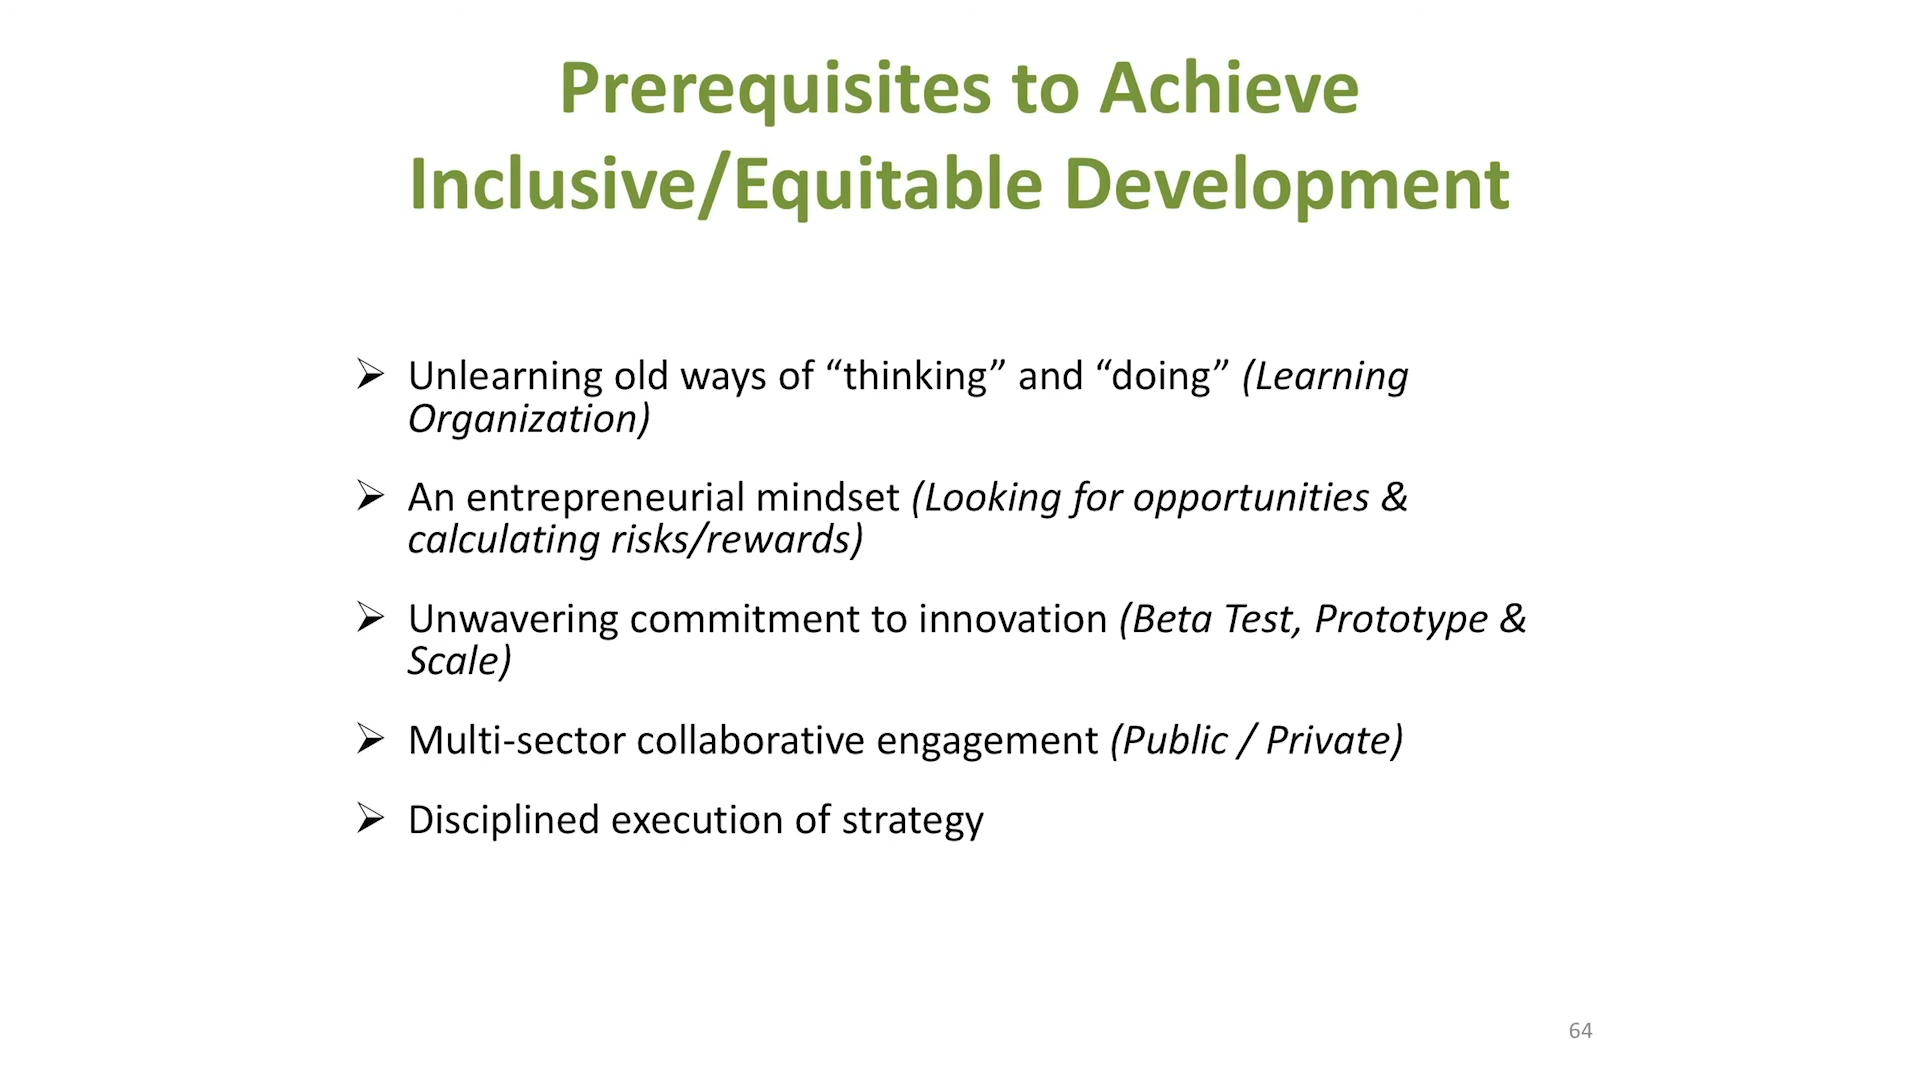 Prerequisites to Achieve
Inclusive/Equitable Development
➢ Unlearning old ways of “thinking” and “doing” (Learning
Organization)
➢ An entrepreneurial mindset (Looking for opportunities &
calculating risks/rewards)
➢ Unwavering commitment to innovation (Beta Test, Prototype &
Scale)
➢ Multi-sector collaborative engagement (Public / Private)
➢ Disciplined execution of strategy
64